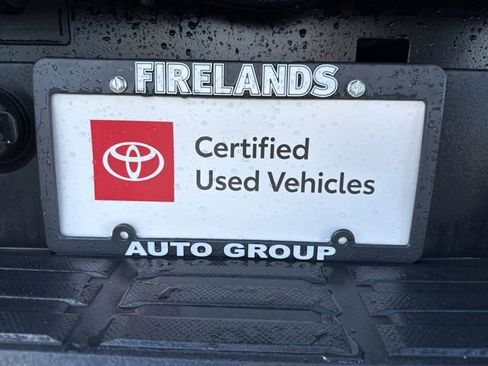 FIRELANDS
Certified
Used Vehicles
AUTO GROUP